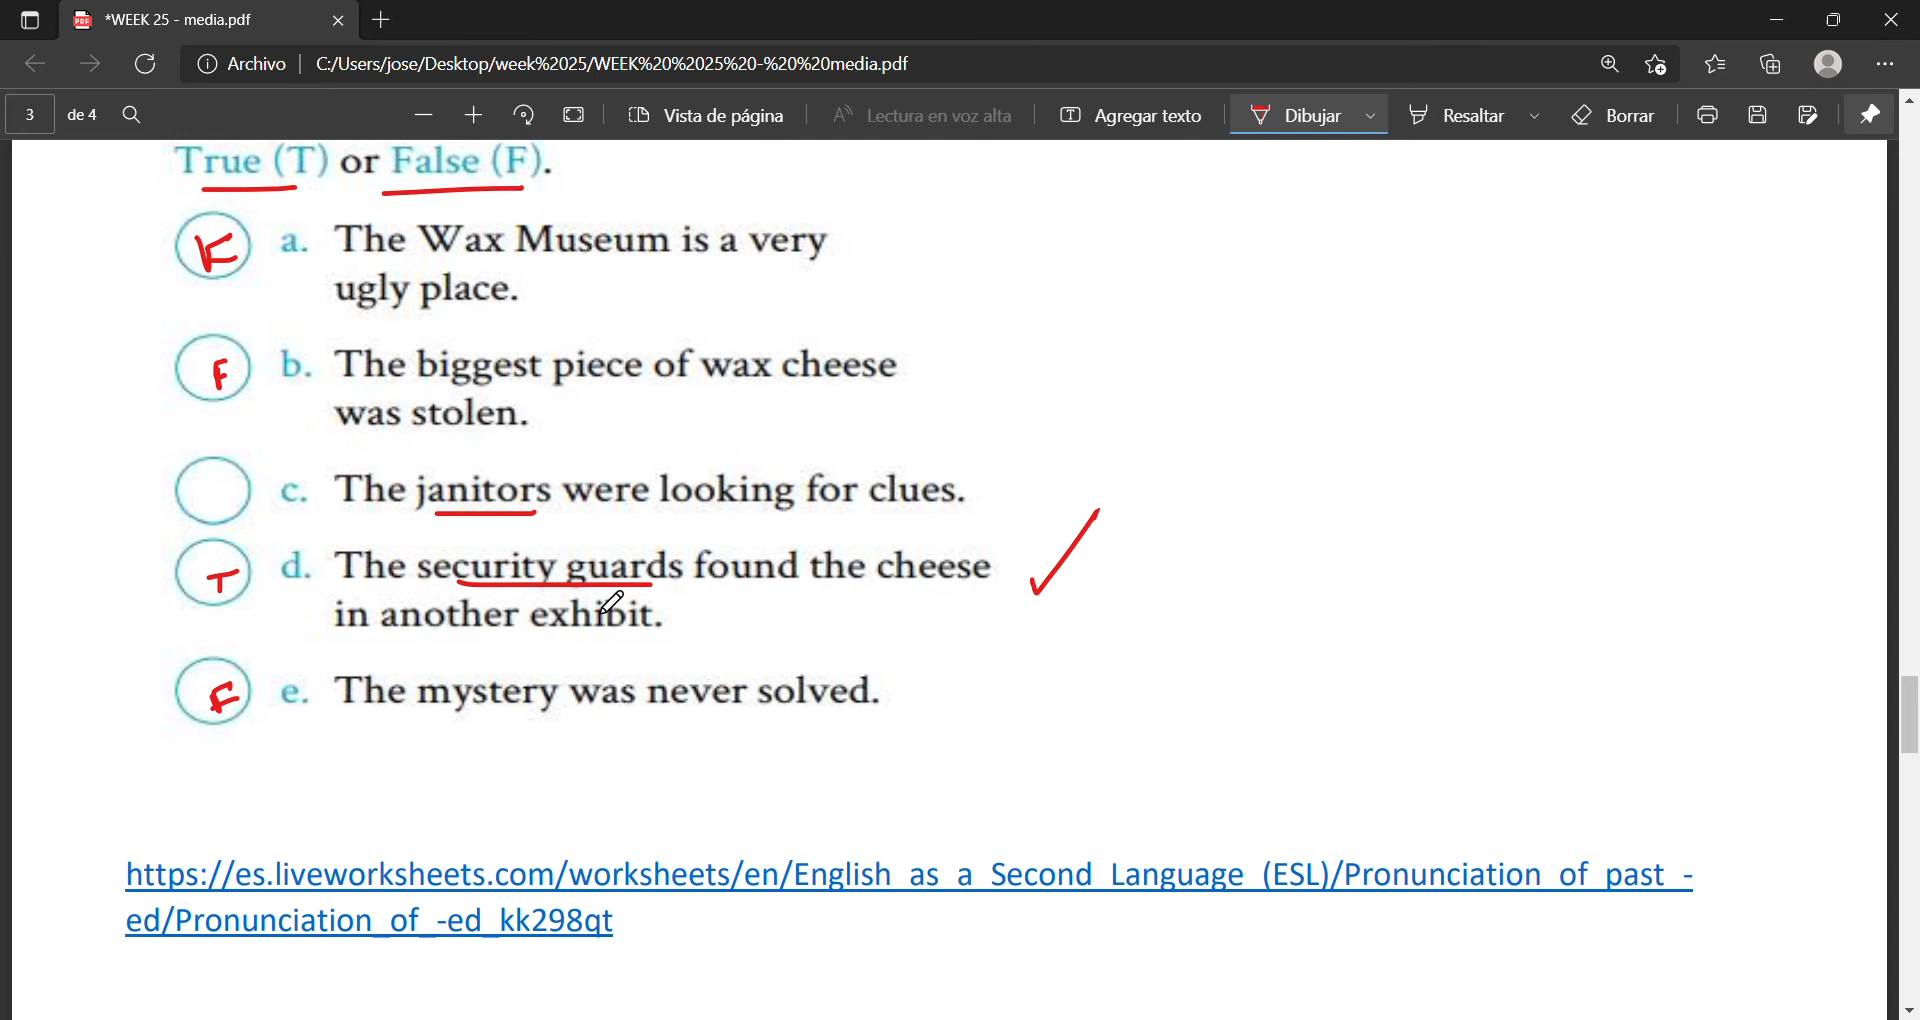 *WEEK 25 - media.pdf
Archivo C:/Users/jose/Desktop/week%2025/WEEK%20%2025%20-%20%20media.pdf
3 de 4 Vista de página Lectura en voz alta Agregar texto Dibujar Resaltar Borrar
True (T) or False (F).
F a. The Wax Museum is a very
ugly place.
F b. The biggest piece of wax cheese
was stolen.
c. The janitors were looking for clues.
T d. The security guards found the cheese
in another exhibit.
F e. The mystery was never solved.
https://es.liveworksheets.com/worksheets/en/English_as_a_Second_Language_(ESL)/Pronunciation_of_past_-
ed/Pronunciation_of_-ed_kk298qt